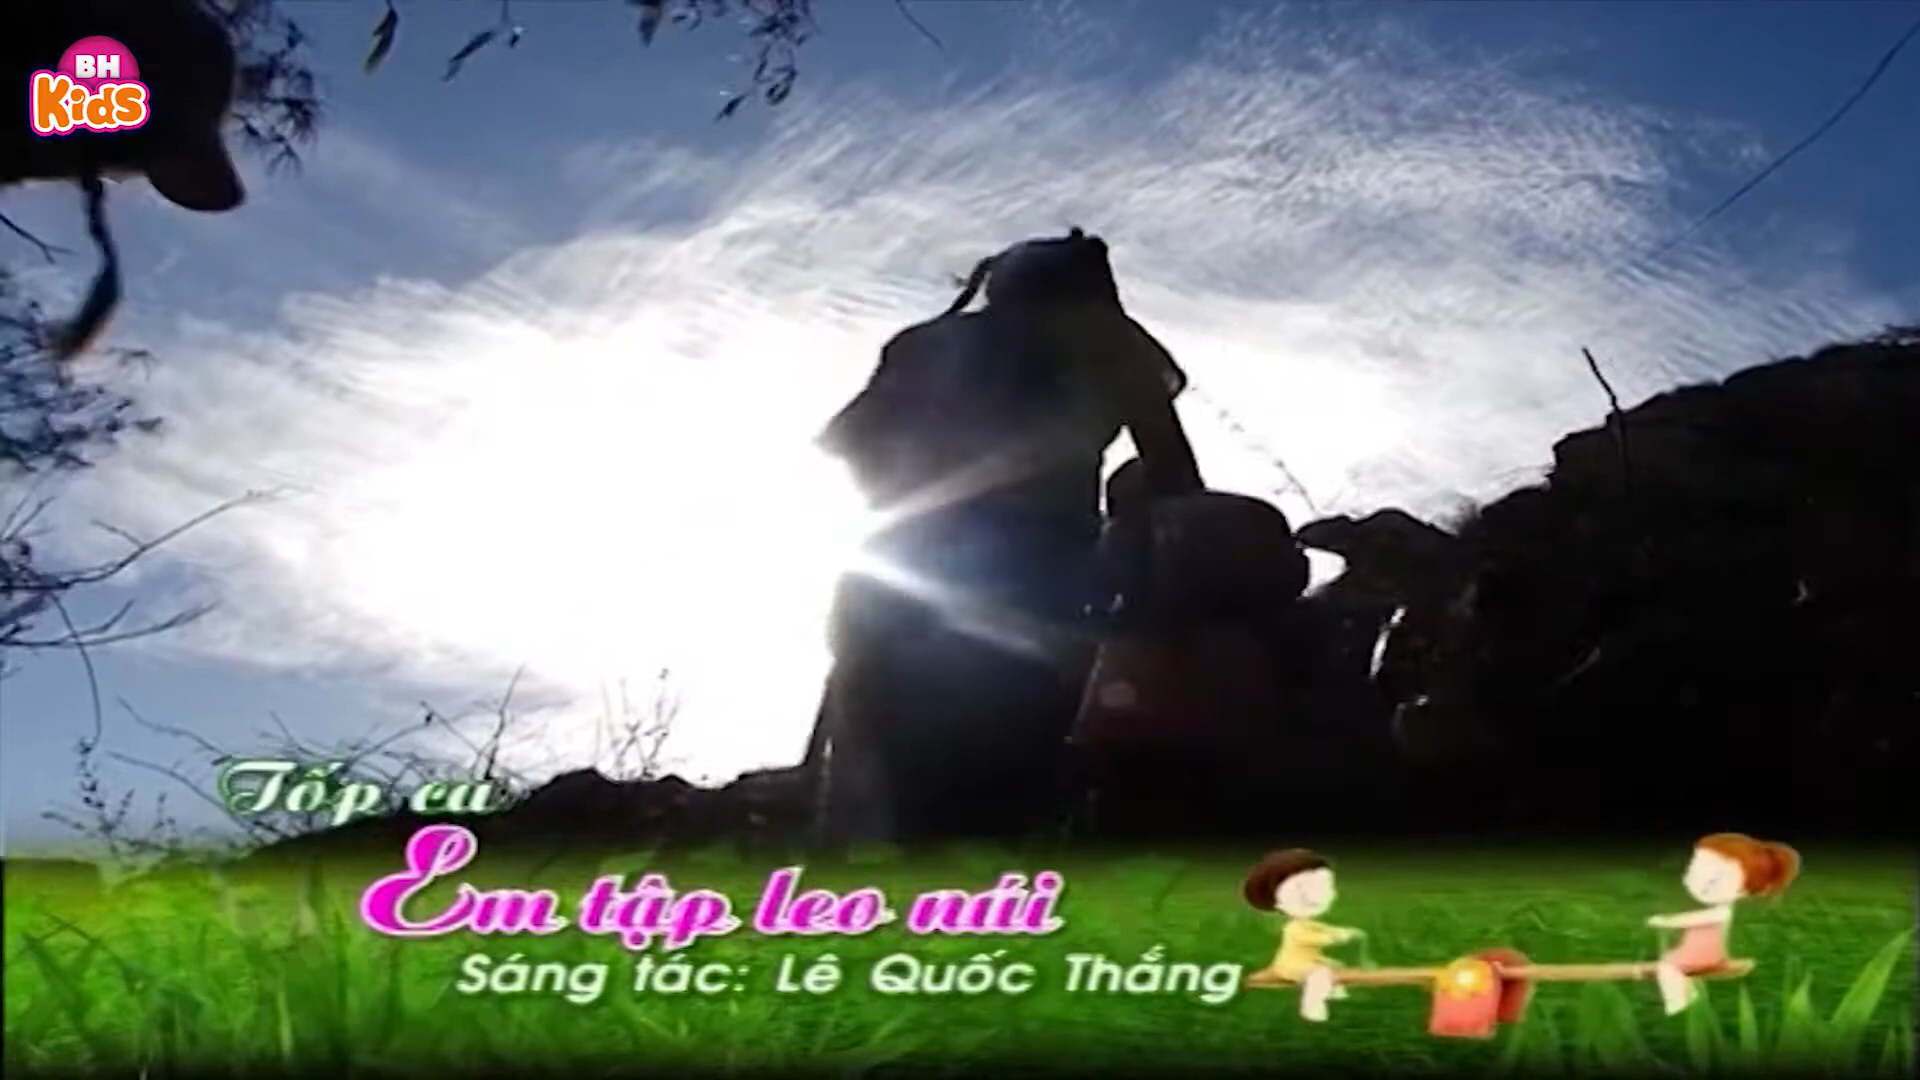 BH
Kids
Tốp ca
Em tập leo núi
Sáng tác: Lê Quốc Thắng